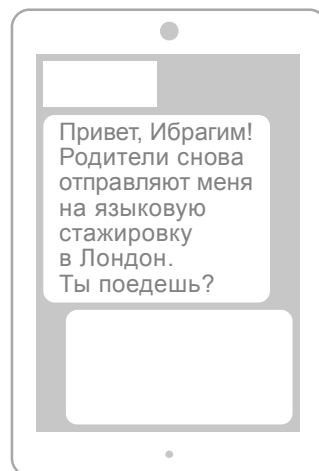 Привет, Ибрагим!
Родители снова
отправляют меня
на языковую
стажировку
в Лондон.
Ты поедешь?